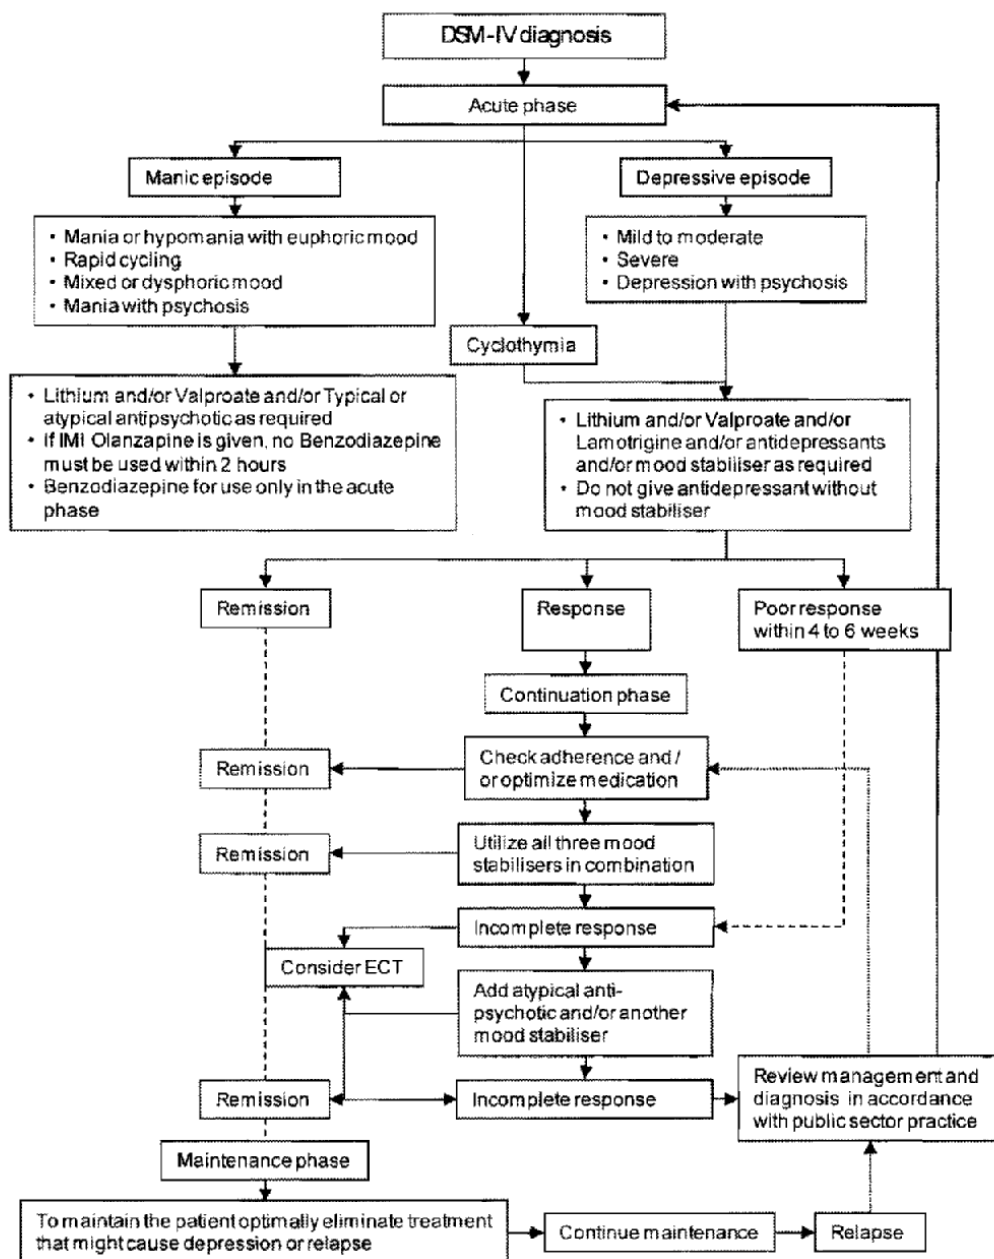 DSM-IV diagnosis
Acute phase
Manic episode
Depressive episode
• Mania or hypomania with euphoric mood
• Rapid cycling
• Mixed or dysphoric mood
• Mania with psychosis
• Mild to moderate
• Severe
• Depression with psychosis
Cyclothymia
• Lithium and/or Valproate and/or Typical or
atypical antipsychotic as required
• If IMI Olanzapine is given, no Benzodiazepine
must be used within 2 hours
• Benzodiazepine for use only in the acute
phase
• Lithium and/or Valproate and/or
Lamotrigine and/or antidepressants
and/or mood stabiliser as required
• Do not give antidepressant without
mood stabiliser
Remission
Response
Poor response
within 4 to 6 weeks
Continuation phase
Remission
Check adherence and /
or optimize medication
Remission
Utilize all three mood
stabilisers in combination
Incomplete response
Consider ECT
Add atypical anti-
psychotic and/or another
mood stabiliser
Remission
Incomplete response
Review management and
diagnosis in accordance
with public sector practice
Maintenance phase
To maintain the patient optimally eliminate treatment
that might cause depression or relapse
Continue maintenance
Relapse